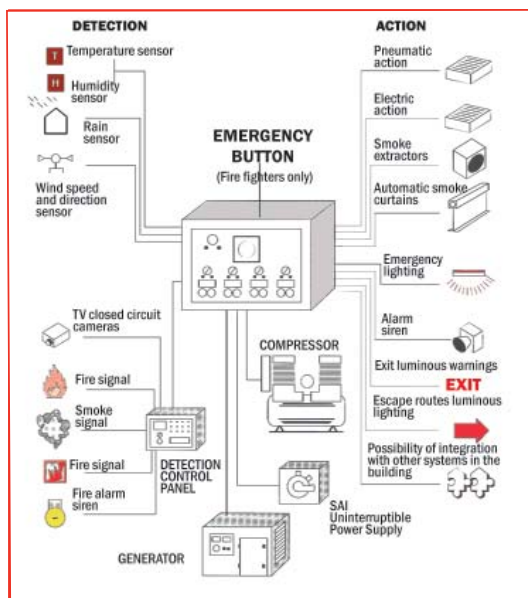 DETECTION
T
Temperature sensor
H
Humidity
sensor
Rain
sensor
Wind speed
and direction
sensor
EMERGENCY
BUTTON
(Fire fighters only)
ACTION
Pneumatic
action
Electric
action
Smoke
extractors
Automatic smoke
curtains
Emergency
lighting
Alarm
siren
Exit luminous warnings
EXIT
Escape routes luminous
lighting
Possibility of integration
with other systems in the
building
TV closed circuit
cameras
Fire signal
Smoke
signal
Fire signal
Fire alarm
siren
DETECTION
CONTROL
PANEL
COMPRESSOR
SAI
Uninterruptible
Power Supply
GENERATOR